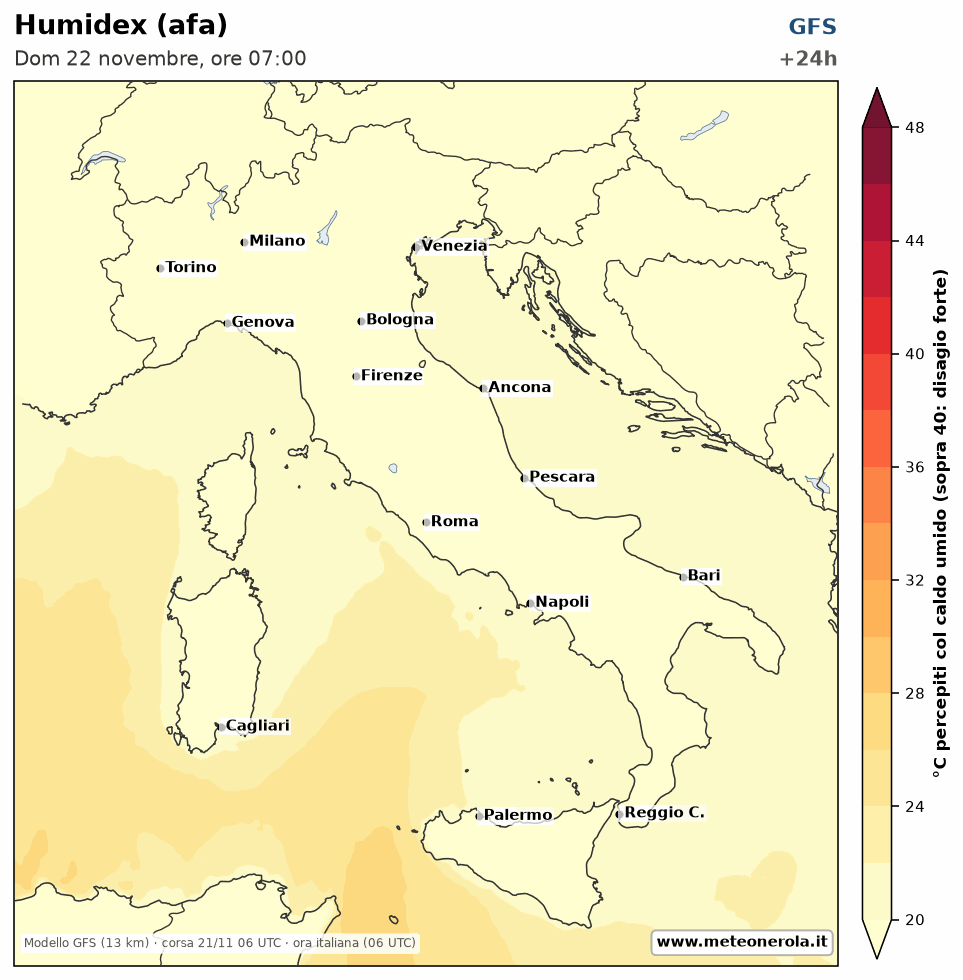 Humidex (afa)
GFS
Dom 22 novembre, ore 07:00
+24h
48
44
40
36
32
28
24
20
°C percepiti col caldo umido (sopra 40: disagio forte)
Milano
Venezia
Torino
Genova
Bologna
Firenze
Ancona
Pescara
Roma
Bari
Napoli
Cagliari
Palermo
Reggio C.
Modello GFS (13 km) · corsa 21/11 06 UTC · ora italiana (06 UTC)
www.meteonerola.it